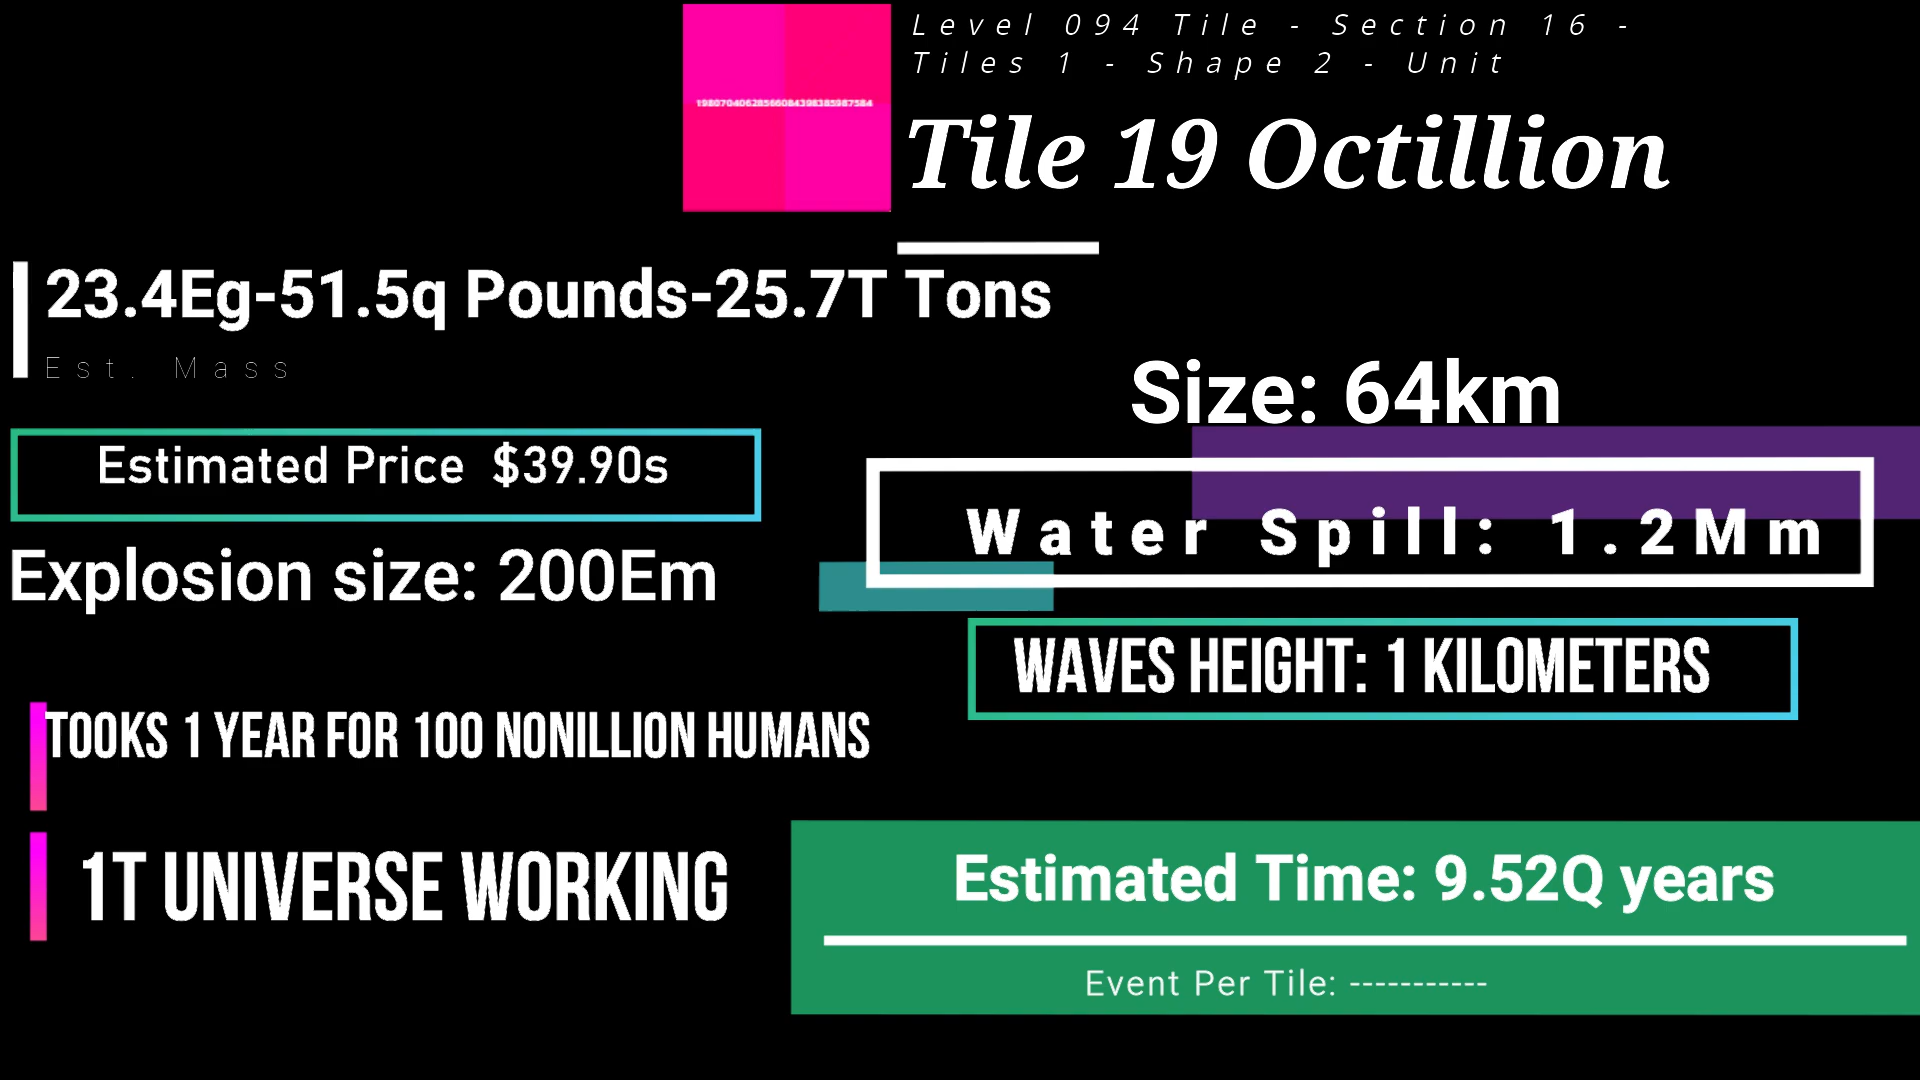 Level 094 Tile - Section 16 -
Tiles 1 - Shape 2 - Unit
19807040628566084398385987584
Tile 19 Octillion
23.4Eg-51.5q Pounds-25.7T Tons
Est. Mass
Size: 64km
Estimated Price $39.90s
Water Spill: 1.2Mm
Explosion size: 200Em
WAVES HEIGHT: 1 KILOMETERS
TOOKS 1 YEAR FOR 100 NONILLION HUMANS
1T UNIVERSE WORKING
Estimated Time: 9.52Q years
Event Per Tile: -----------